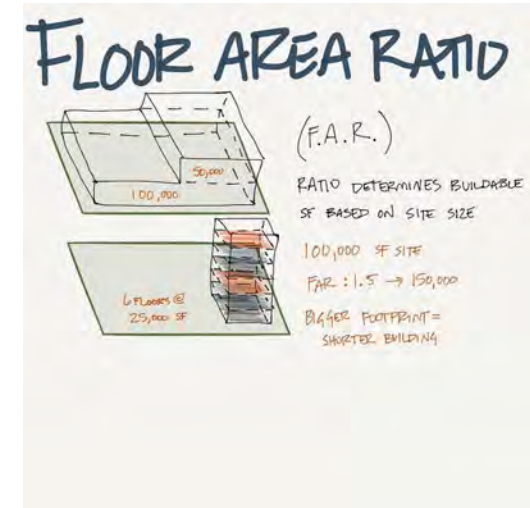 FLOOR AREA RATIO
(F.A.R.)
50,000
100,000
RATIO DETERMINES BUILDABLE
SF BASED ON SITE SIZE
100,000 SF SITE
FAR : 1.5 → 150,000
6 FLOORS @
25,000 SF
BIGGER FOOTPRINT =
SHORTER BUILDING